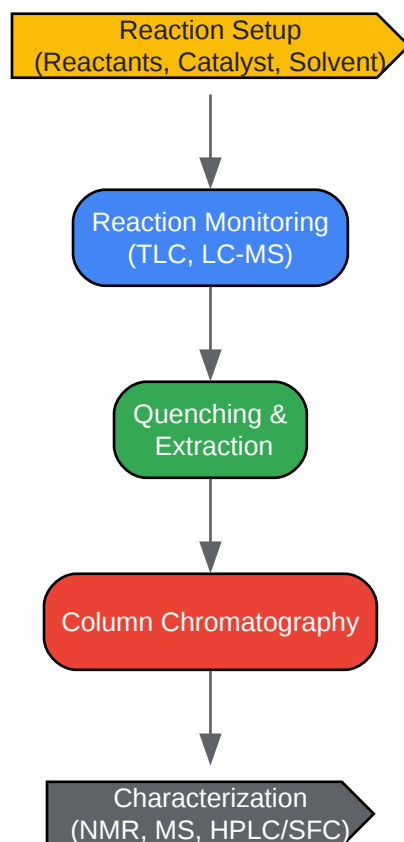 Reaction Setup
(Reactants, Catalyst, Solvent)
Reaction Monitoring
(TLC, LC-MS)
Quenching &
Extraction
Column Chromatography
Characterization
(NMR, MS, HPLC/SFC)